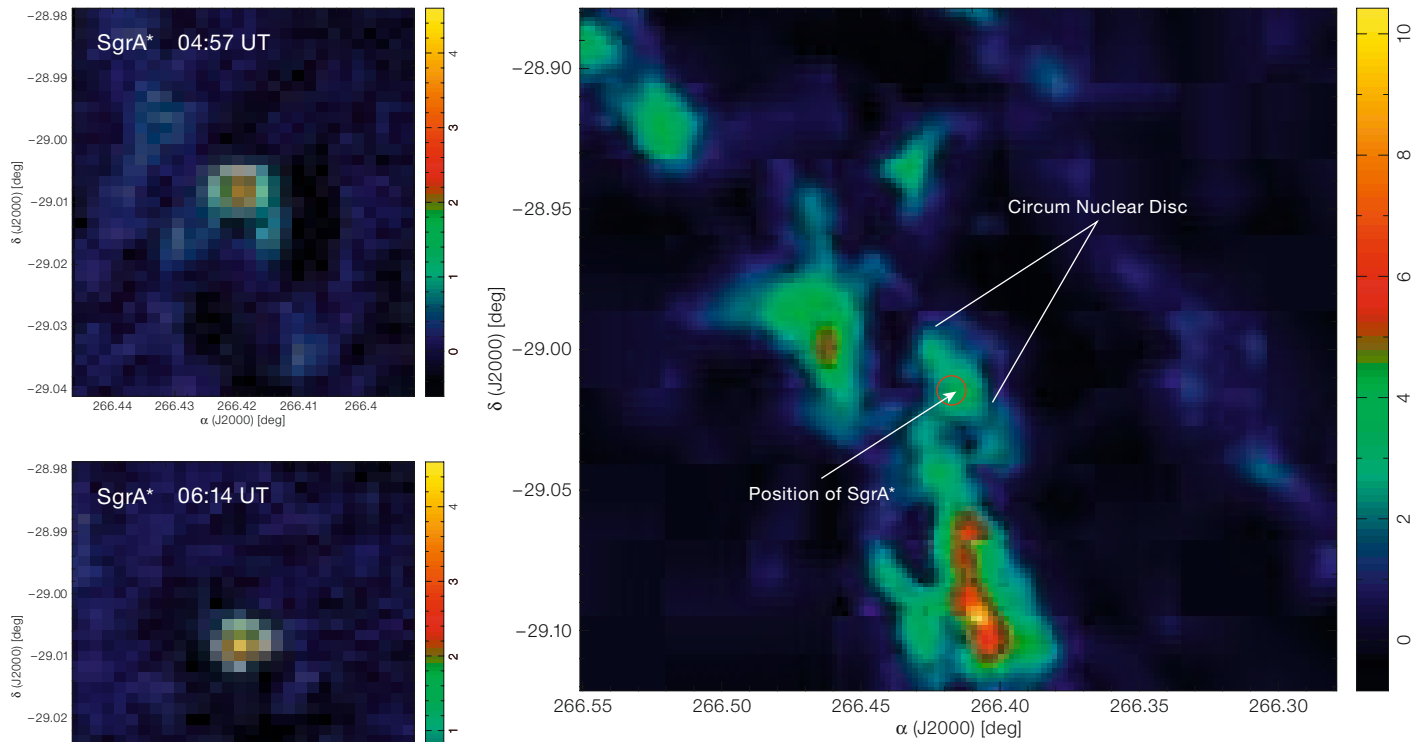 −28.98
−28.99
−29.00
−29.01
−29.02
−29.03
−29.04
δ (J2000) [deg]
SgrA* 04:57 UT
266.44 266.43 266.42 266.41 266.4
α (J2000) [deg]
4
3
2
1
0
−28.98
−28.99
−29.00
−29.01
−29.02
δ (J2000) [deg]
SgrA* 06:14 UT
4
3
2
1
−28.90
−28.95
−29.00
−29.05
−29.10
δ (J2000) [deg]
Circum Nuclear Disc
Position of SgrA*
266.55 266.50 266.45 266.40 266.35 266.30
α (J2000) [deg]
10
8
6
4
2
0